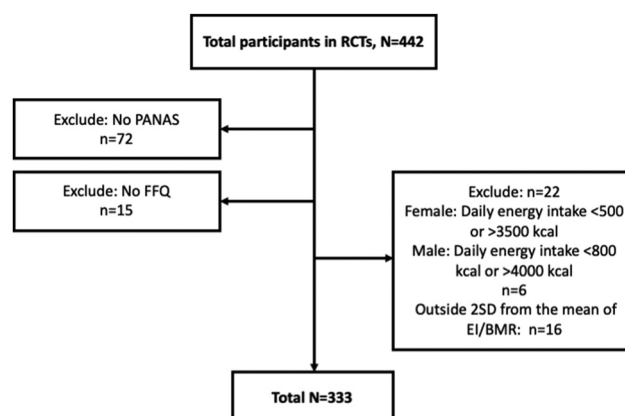 Total participants in RCTs, N=442
Exclude: No PANAS
n=72
Exclude: No FFQ
n=15
Exclude: n=22
Female: Daily energy intake <500
or >3500 kcal
Male: Daily energy intake <800
kcal or >4000 kcal
n=6
Outside 2SD from the mean of
EI/BMR: n=16
Total N=333